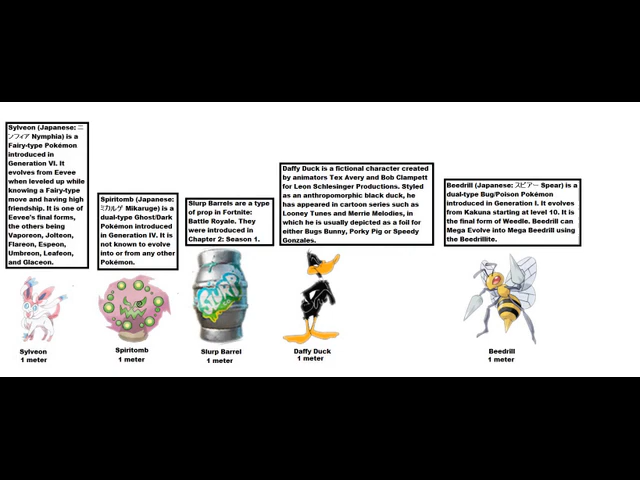 Sylveon (Japanese: ニ
ンフィア Nymphia) is a
Fairy-type Pokémon
introduced in
Generation VI. It
evolves from Eevee
when leveled up while
knowing a Fairy-type
move and having high
friendship. It is one of
Eevee's final forms,
the others being
Vaporeon, Jolteon,
Flareon, Espeon,
Umbreon, Leafeon,
and Glaceon.
Spiritomb (Japanese:
ミカルゲ Mikaruge) is a
dual-type Ghost/Dark
Pokémon introduced
in Generation IV. It is
not known to evolve
into or from any other
Pokémon.
Slurp Barrels are a type
of prop in Fortnite:
Battle Royale. They
were introduced in
Chapter 2: Season 1.
Daffy Duck is a fictional character created
by animators Tex Avery and Bob Clampett
for Leon Schlesinger Productions. Styled
as an anthropomorphic black duck, he
has appeared in cartoon series such as
Looney Tunes and Merrie Melodies, in
which he is usually depicted as a foil for
either Bugs Bunny, Porky Pig or Speedy
Gonzales.
Beedrill (Japanese: スピアー Spear) is a
dual-type Bug/Poison Pokémon
introduced in Generation I. It evolves
from Kakuna starting at level 10. It is
the final form of Weedle. Beedrill can
Mega Evolve into Mega Beedrill using
the Beedrillite.
SLURP
Sylveon
1 meter
Spiritomb
1 meter
Slurp Barrel
1 meter
Daffy Duck
1 meter
Beedrill
1 meter